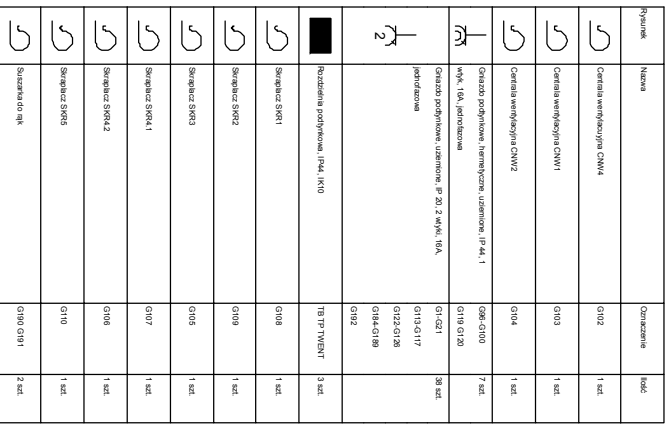 Rysunek Nazwa Oznaczenie Ilość
Centrala wentylacuyjna CNW4 G102 1 szt.
Centrala wentylacyjna CNW1 G103 1 szt.
Centrala wentylacyjna CNW2 G104 1 szt.
Gniazdo podtynkowe, hermetyczne, uziemione, IP 44, 1 G96-G100 7 szt.
wtyk, 16A, jednofazowa G119 G120
2 Gniazdo podtynkowe, uziemione, IP 20, 2 wtyki, 16A, G1-G21 38 szt.
jednofazowa G113-G117
G122-G126
G184-G189
G192
Rozdzielnia podtynkowa, IP44, IK10 TB TP TWENT 3 szt.
Skraplacz SKR1 G108 1 szt.
Skraplacz SKR2 G109 1 szt.
Skraplacz SKR3 G105 1 szt.
Skraplacz SKR4.1 G107 1 szt.
Skraplacz SKR4.2 G106 1 szt.
Skraplacz SKR5 G110 1 szt.
Suszarka do rąk G190 G191 2 szt.